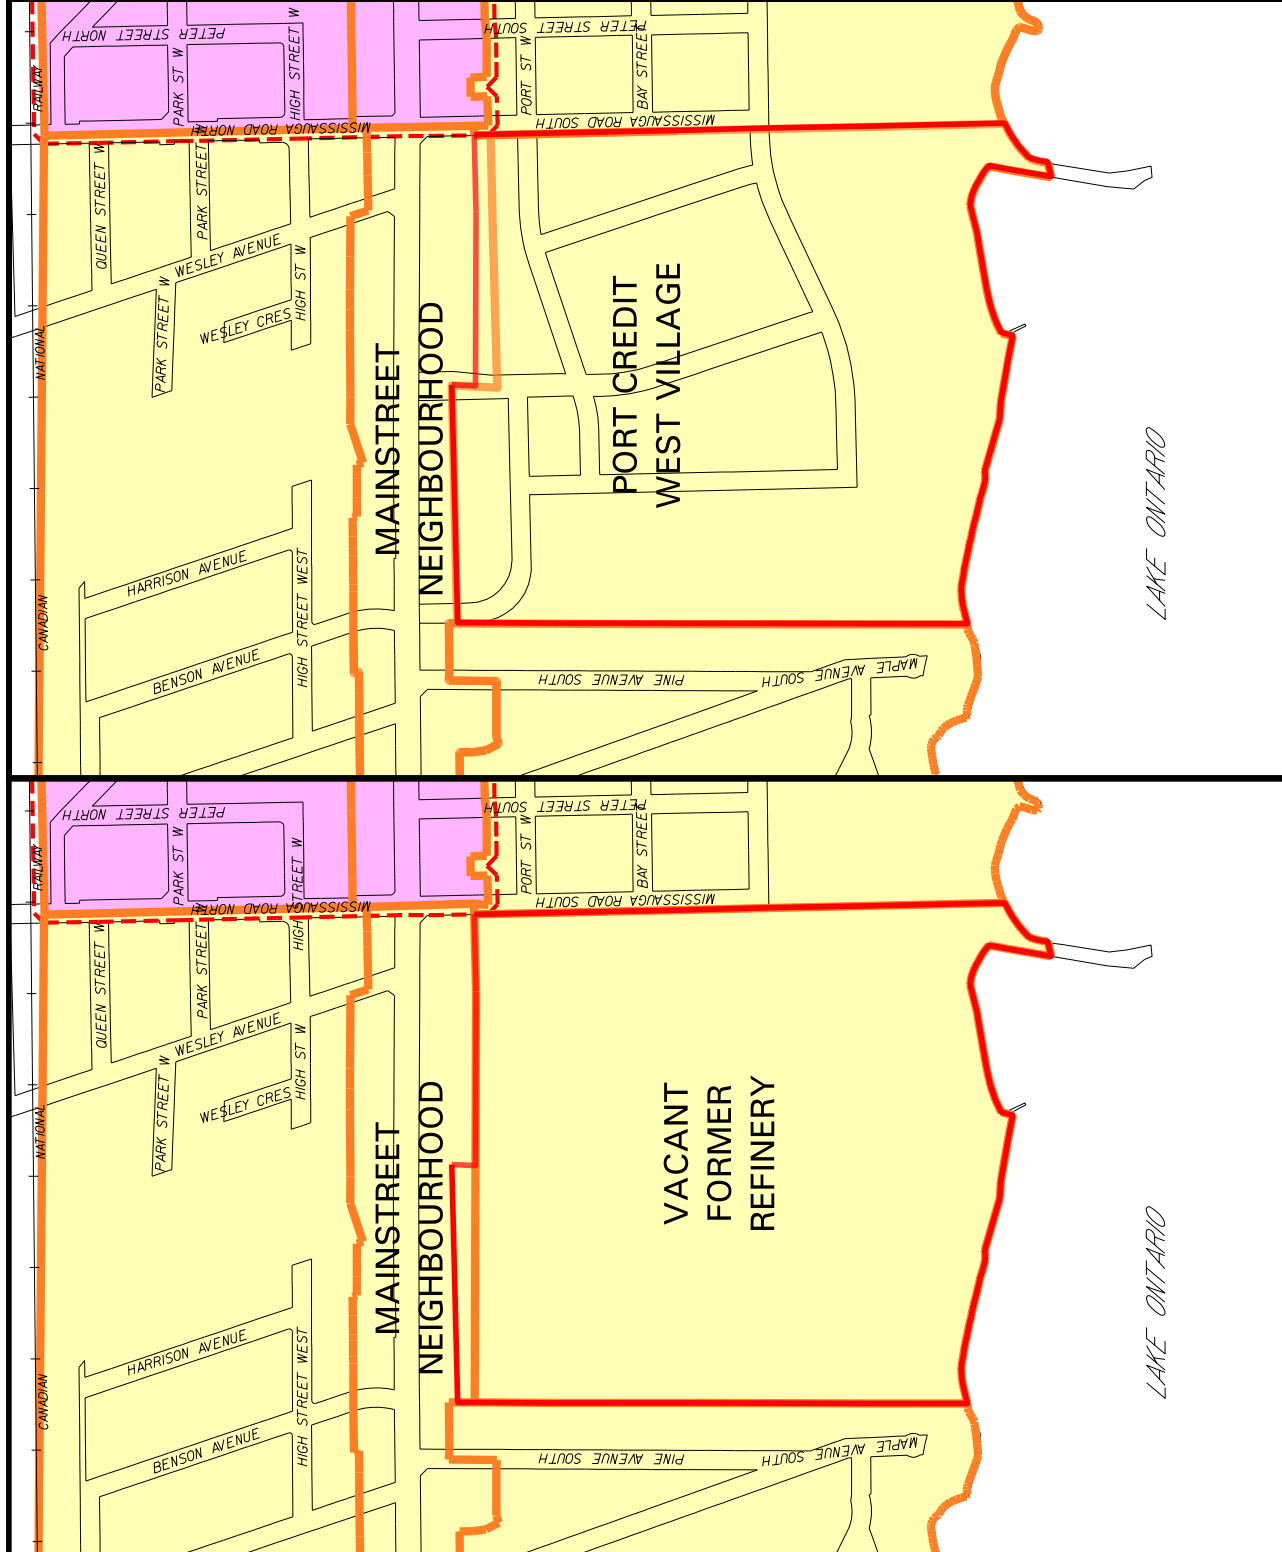 PETER STREET NORTH
PETER STREET SOUTH
RAILWAY
PARK ST W
HIGH STREET W
PORT ST W
BAY STREET
MISSISSAUGA ROAD NORTH
MISSISSAUGA ROAD SOUTH
QUEEN STREET W
PARK STREET W
WESLEY AVENUE
HIGH ST W
PARK STREET W
WESLEY CRES
NATIONAL
MAINSTREET
NEIGHBOURHOOD
PORT CREDIT
WEST VILLAGE
LAKE ONTARIO
HARRISON AVENUE
HIGH STREET WEST
CANADIAN
BENSON AVENUE
PINE AVENUE SOUTH
MAPLE AVENUE SOUTH
PETER STREET NORTH
PETER STREET SOUTH
RAILWAY
PARK ST W
HIGH STREET W
PORT ST W
BAY STREET
MISSISSAUGA ROAD NORTH
MISSISSAUGA ROAD SOUTH
QUEEN STREET W
PARK STREET W
WESLEY AVENUE
HIGH ST W
PARK STREET W
WESLEY CRES
NATIONAL
MAINSTREET
NEIGHBOURHOOD
VACANT
FORMER
REFINERY
LAKE ONTARIO
HARRISON AVENUE
HIGH STREET WEST
CANADIAN
BENSON AVENUE
PINE AVENUE SOUTH
MAPLE AVENUE SOUTH